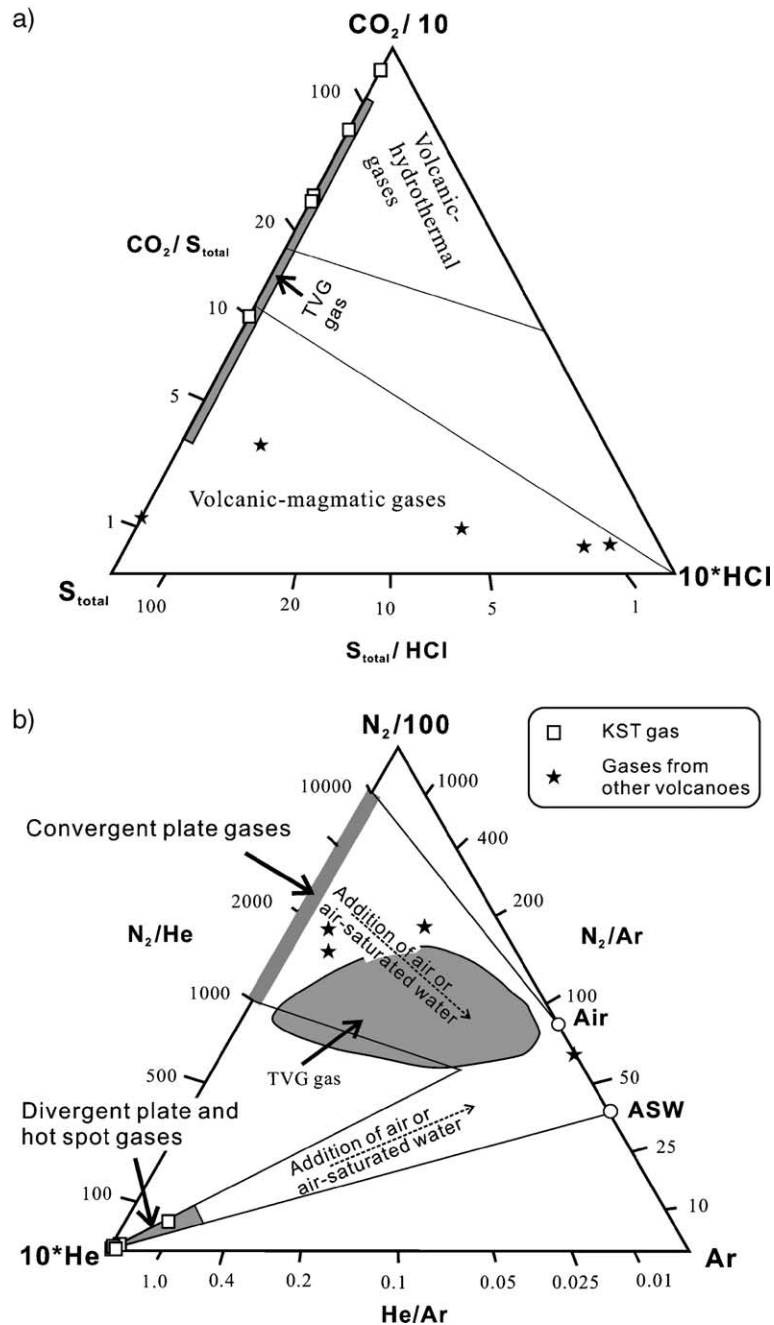 a)
CO₂/10
100
Volcanic-
hydrothermal
gases
20
CO₂/S_total
TVG
gas
10
5
Volcanic-magmatic gases
1
S_total
10*HCl
100
20
10
5
1
S_total/HCl
b)
N₂/100
KST gas
Gases from
other volcanoes
10000
1000
Convergent plate gases
400
2000
200
Addition of air or
air-saturated water
N₂/He
N₂/Ar
1000
100
Air
TVG gas
500
50
Divergent plate and
hot spot gases
ASW
Addition of air or
air-saturated water
25
100
10
10*He
Ar
1.0
0.4
0.2
0.1
0.05
0.025
0.01
He/Ar